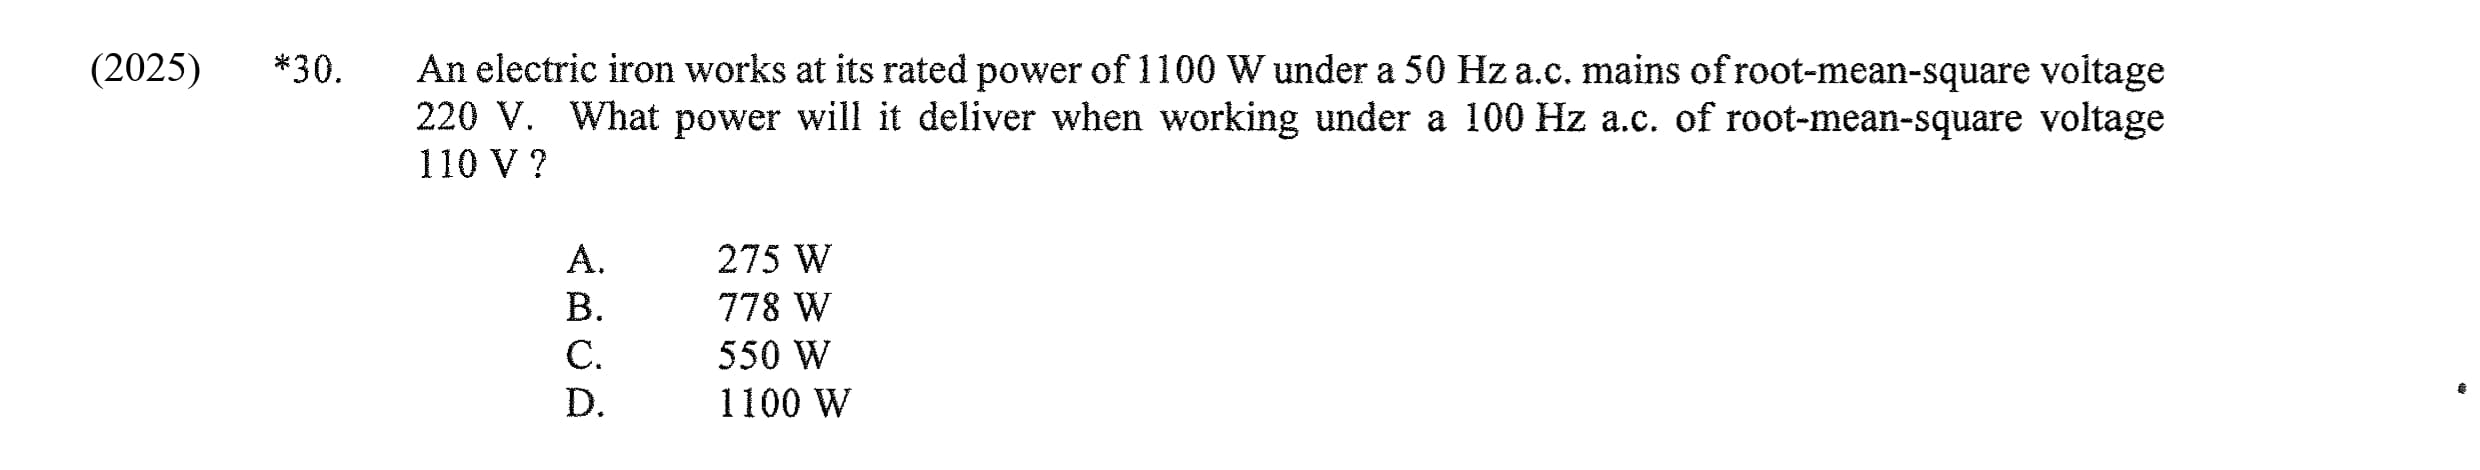 (2025) *30. An electric iron works at its rated power of 1100 W under a 50 Hz a.c. mains of root-mean-square voltage
220 V. What power will it deliver when working under a 100 Hz a.c. of root-mean-square voltage
110 V ?
A. 275 W
B. 778 W
C. 550 W
D. 1100 W